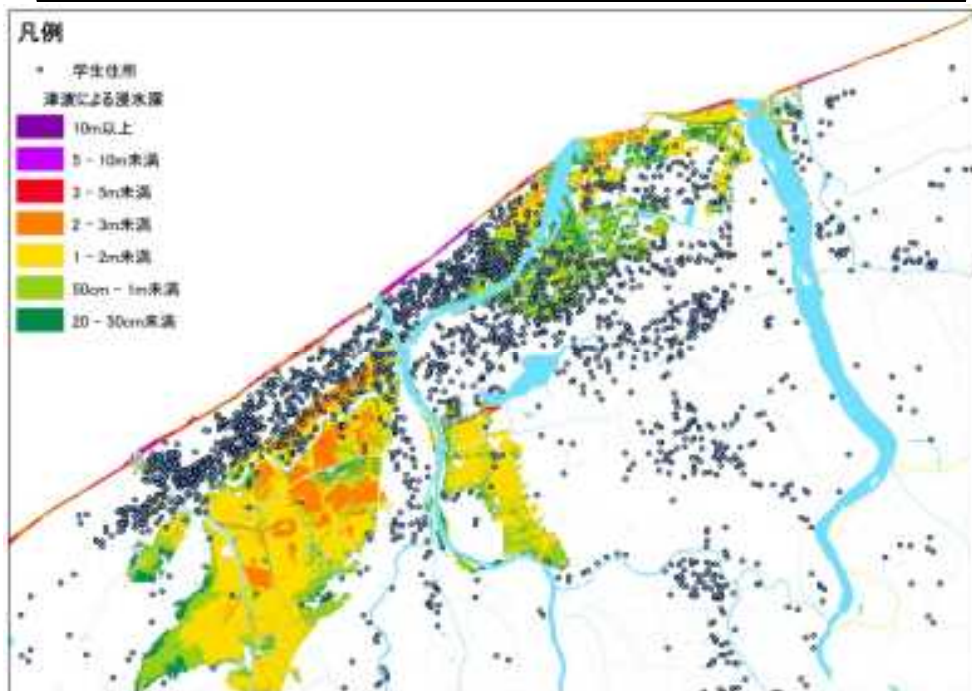 凡例
学生住所
津波による浸水深
10m以上
5 - 10m未満
3 - 5m未満
2 - 3m未満
1 - 2m未満
50cm - 1m未満
20 - 50cm未満